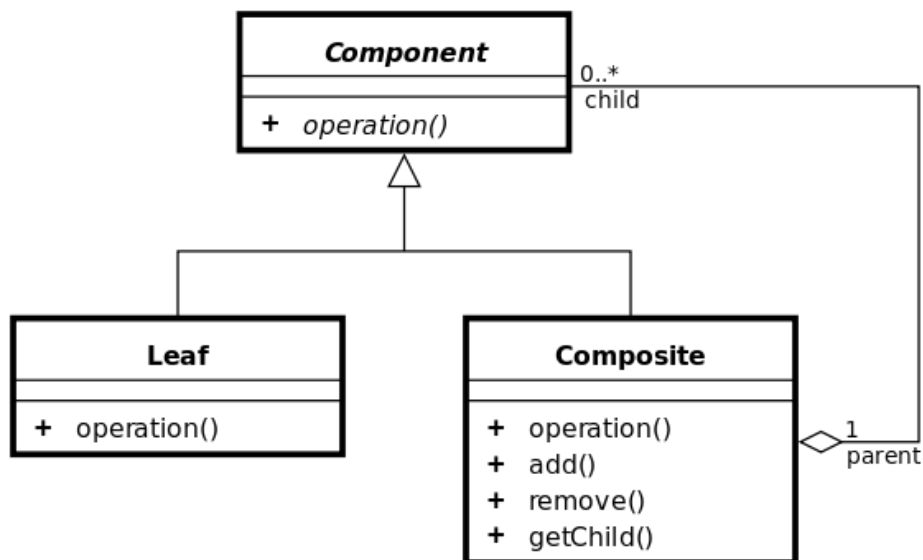 Component
0..*
child
+ operation()
Leaf
+ operation()
Composite
+ operation()
+ add()
+ remove()
+ getChild()
1
parent